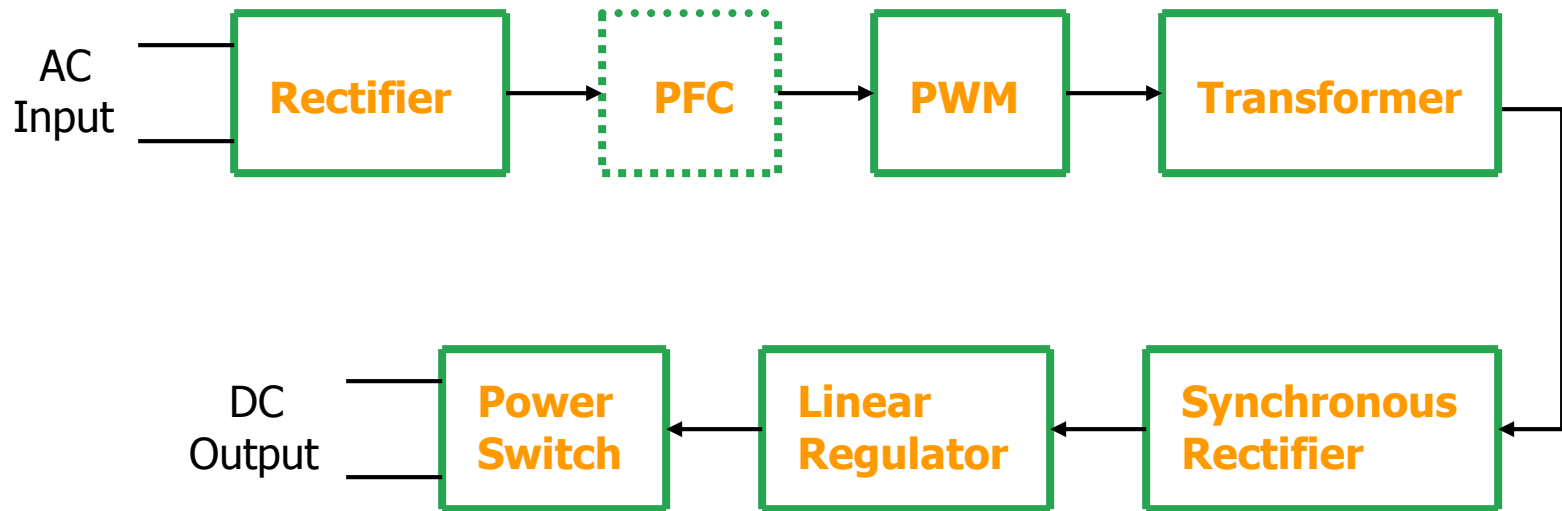 AC
Input
Rectifier
PFC
PWM
Transformer
DC
Output
Power
Switch
Linear
Regulator
Synchronous
Rectifier